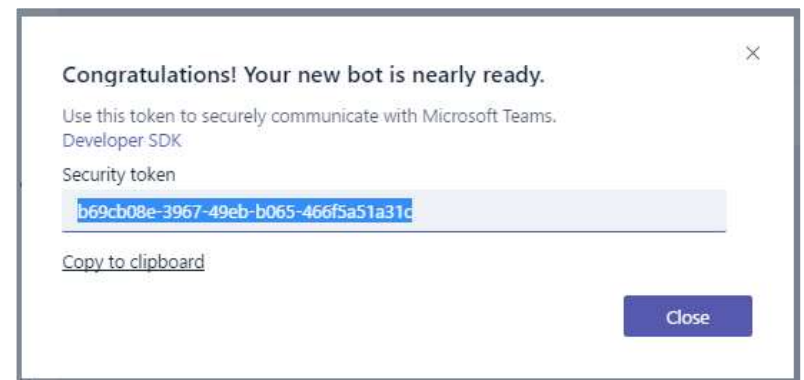 Congratulations! Your new bot is nearly ready.
Use this token to securely communicate with Microsoft Teams.
Developer SDK
Security token
b69cb08e-3967-49eb-b065-466f5a51a31c
Copy to clipboard
Close